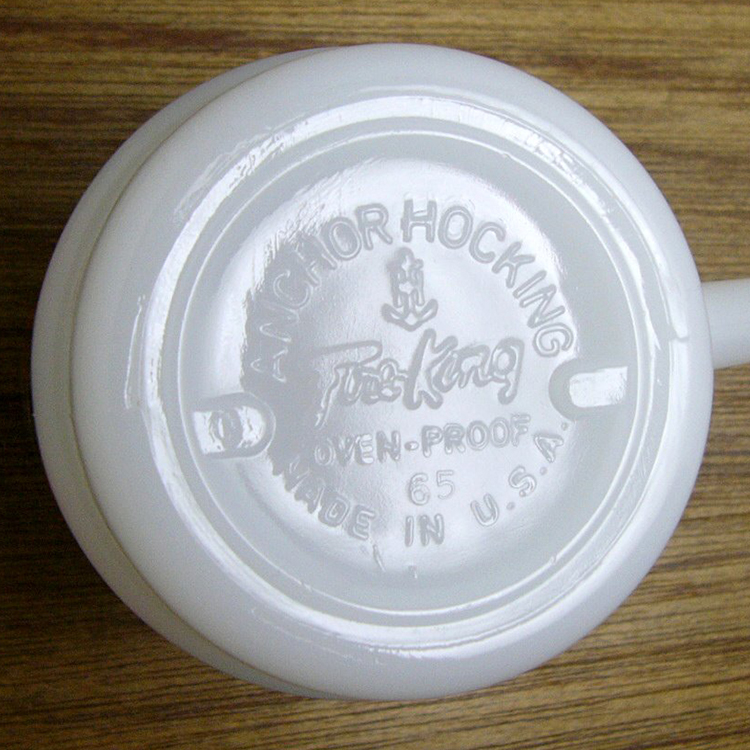 ANCHOR HOCKING
Fire-King
OVEN-PROOF
65
MADE IN U.S.A.